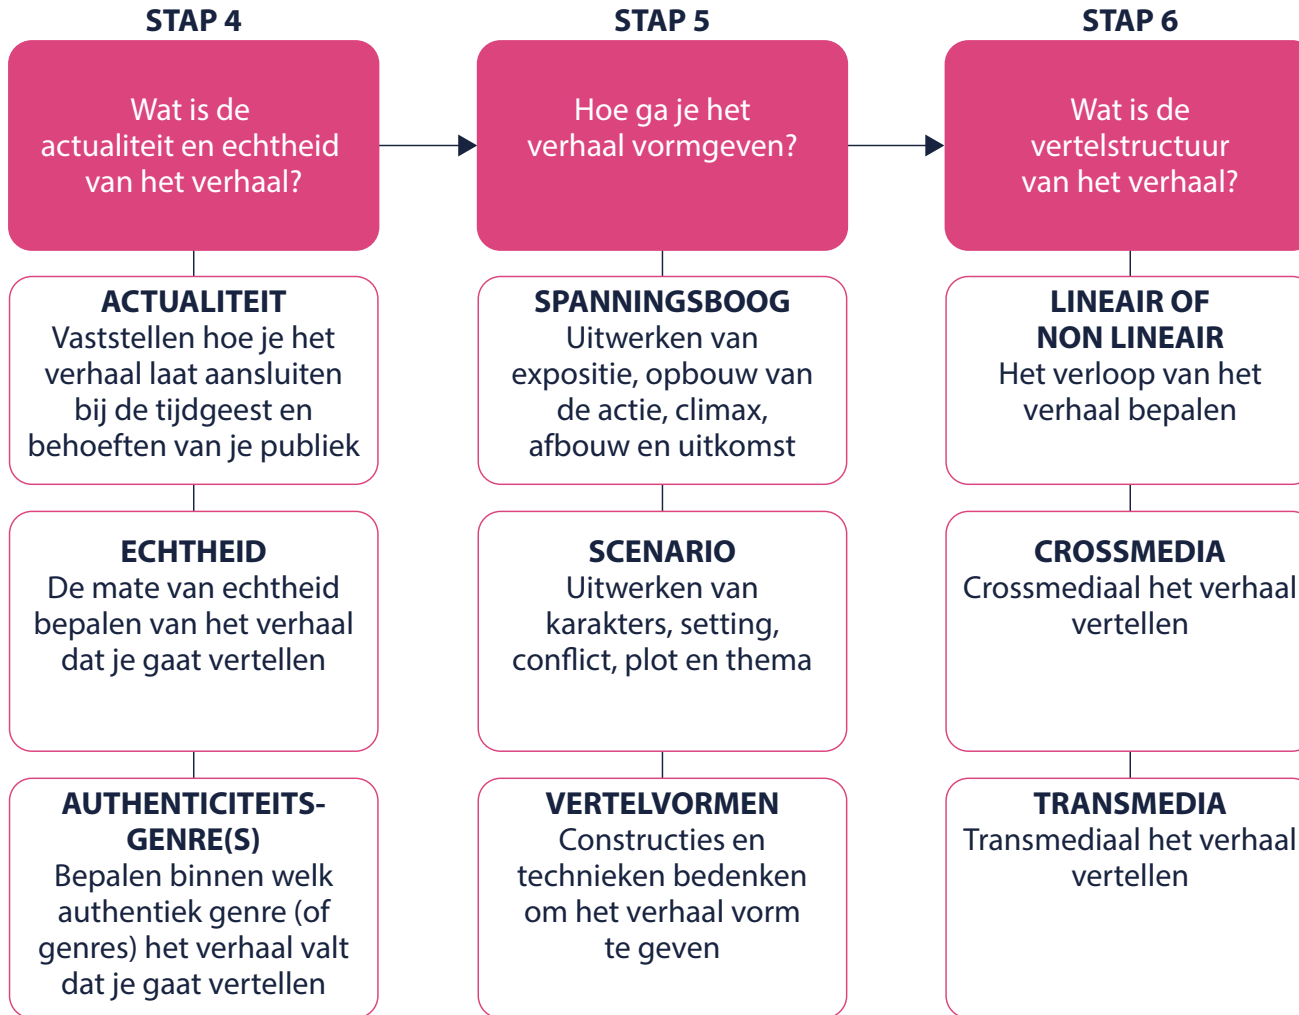 STAP 4
Wat is de
actualiteit en echtheid
van het verhaal?
ACTUALITEIT
Vaststellen hoe je het
verhaal laat aansluiten
bij de tijdgeest en
behoeften van je publiek
ECHTHEID
De mate van echtheid
bepalen van het verhaal
dat je gaat vertellen
AUTHENTICITEITS-
GENRE(S)
Bepalen binnen welk
authentiek genre (of
genres) het verhaal valt
dat je gaat vertellen
STAP 5
Hoe ga je het
verhaal vormgeven?
SPANNINGSBOOG
Uitwerken van
expositie, opbouw van
de actie, climax,
afbouw en uitkomst
SCENARIO
Uitwerken van
karakters, setting,
conflict, plot en thema
VERTELVORMEN
Constructies en
technieken bedenken
om het verhaal vorm
te geven
STAP 6
Wat is de
vertelstructuur
van het verhaal?
LINEAIR OF
NON LINEAIR
Het verloop van het
verhaal bepalen
CROSSMEDIA
Crossmediaal het verhaal
vertellen
TRANSMEDIA
Transmediaal het verhaal
vertellen